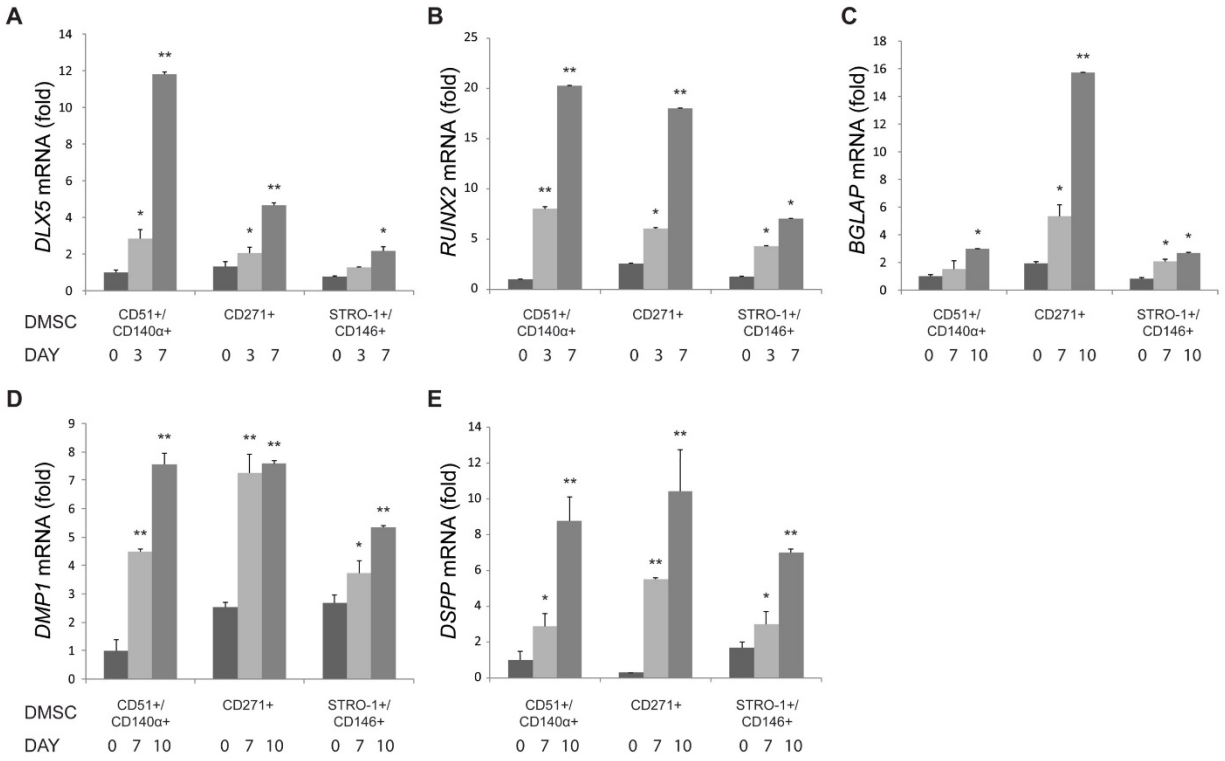 A
DLX5 mRNA (fold)
14
12
10
8
6
4
2
0
**
*
**
*
*
DMSC
CD51+/
CD140α+
CD271+
STRO-1+/
CD146+
DAY
0 3 7
0 3 7
0 3 7
B
RUNX2 mRNA (fold)
25
20
15
10
5
0
**
**
*
**
*
*
CD51+/
CD140α+
CD271+
STRO-1+/
CD146+
0 3 7
0 3 7
0 3 7
C
BGLAP mRNA (fold)
18
16
14
12
10
8
6
4
2
0
*
*
**
*
*
CD51+/
CD140α+
CD271+
STRO-1+/
CD146+
0 7 10
0 7 10
0 7 10
D
DMP1 mRNA (fold)
9
8
7
6
5
4
3
2
1
0
**
**
**
**
*
**
DMSC
CD51+/
CD140α+
CD271+
STRO-1+/
CD146+
DAY
0 7 10
0 7 10
0 7 10
E
DSPP mRNA (fold)
14
12
10
8
6
4
2
0
*
**
**
**
*
**
CD51+/
CD140α+
CD271+
STRO-1+/
CD146+
0 7 10
0 7 10
0 7 10